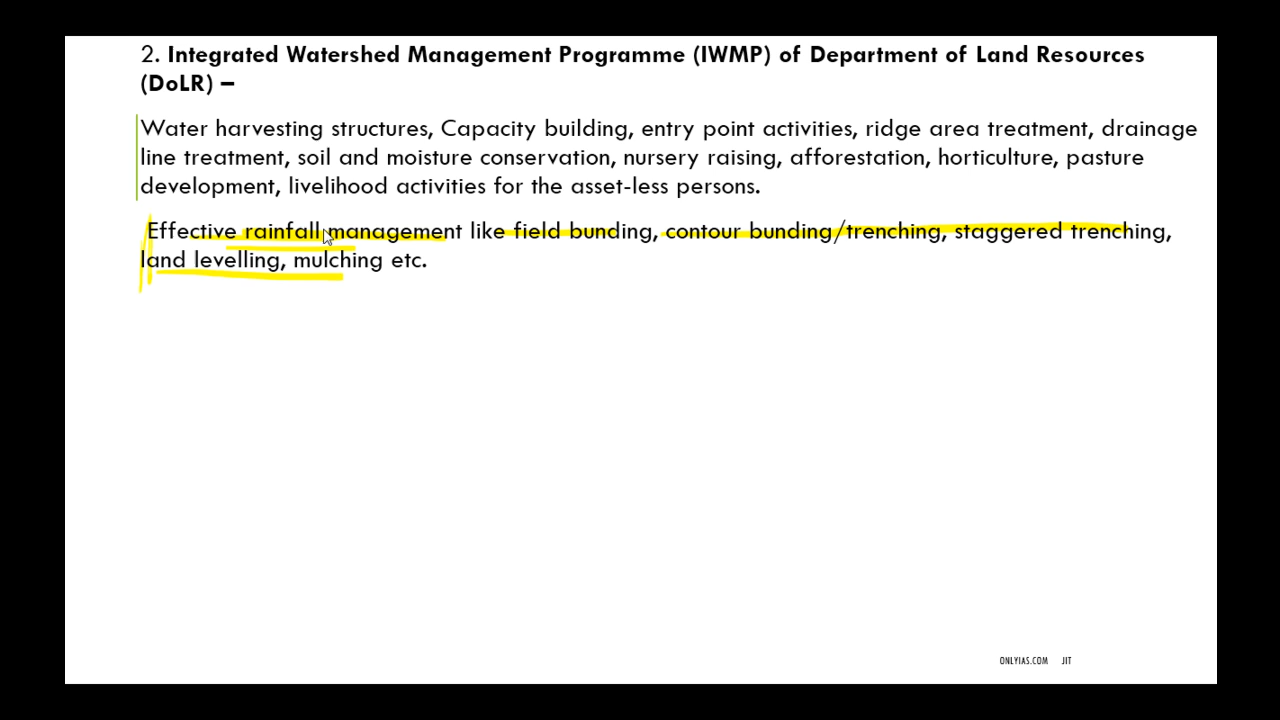 2. Integrated Watershed Management Programme (IWMP) of Department of Land Resources
(DoLR) –
Water harvesting structures, Capacity building, entry point activities, ridge area treatment, drainage
line treatment, soil and moisture conservation, nursery raising, afforestation, horticulture, pasture
development, livelihood activities for the asset-less persons.
Effective rainfall management like field bunding, contour bunding/trenching, staggered trenching,
land levelling, mulching etc.
ONLYIAS.COM JIT